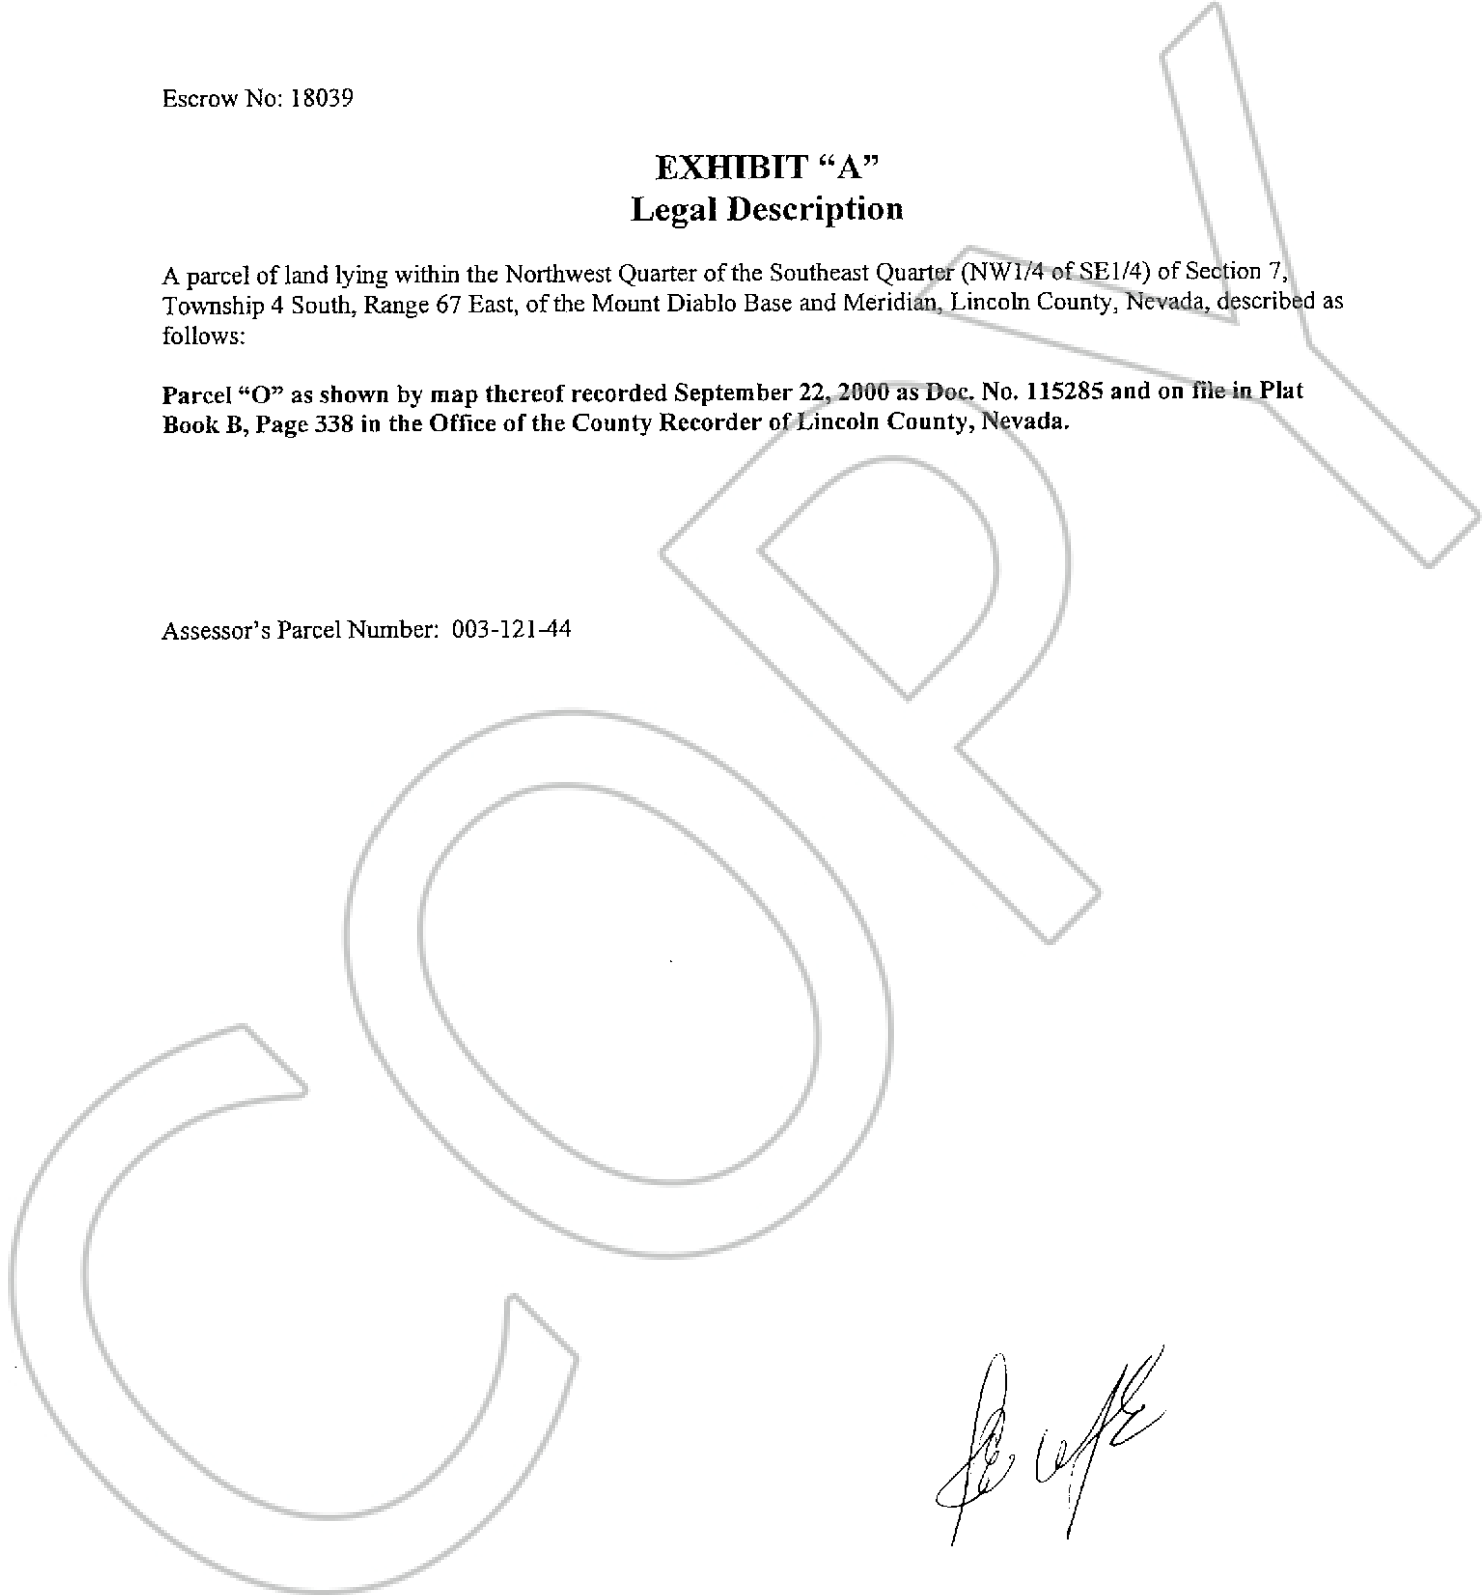 Escrow No: 18039
EXHIBIT “A”
Legal Description
A parcel of land lying within the Northwest Quarter of the Southeast Quarter (NW1/4 of SE1/4) of Section 7,
Township 4 South, Range 67 East, of the Mount Diablo Base and Meridian, Lincoln County, Nevada, described as
follows:
Parcel “O” as shown by map thereof recorded September 22, 2000 as Doc. No. 115285 and on file in Plat
Book B, Page 338 in the Office of the County Recorder of Lincoln County, Nevada.
Assessor’s Parcel Number: 003-121-44
COPY